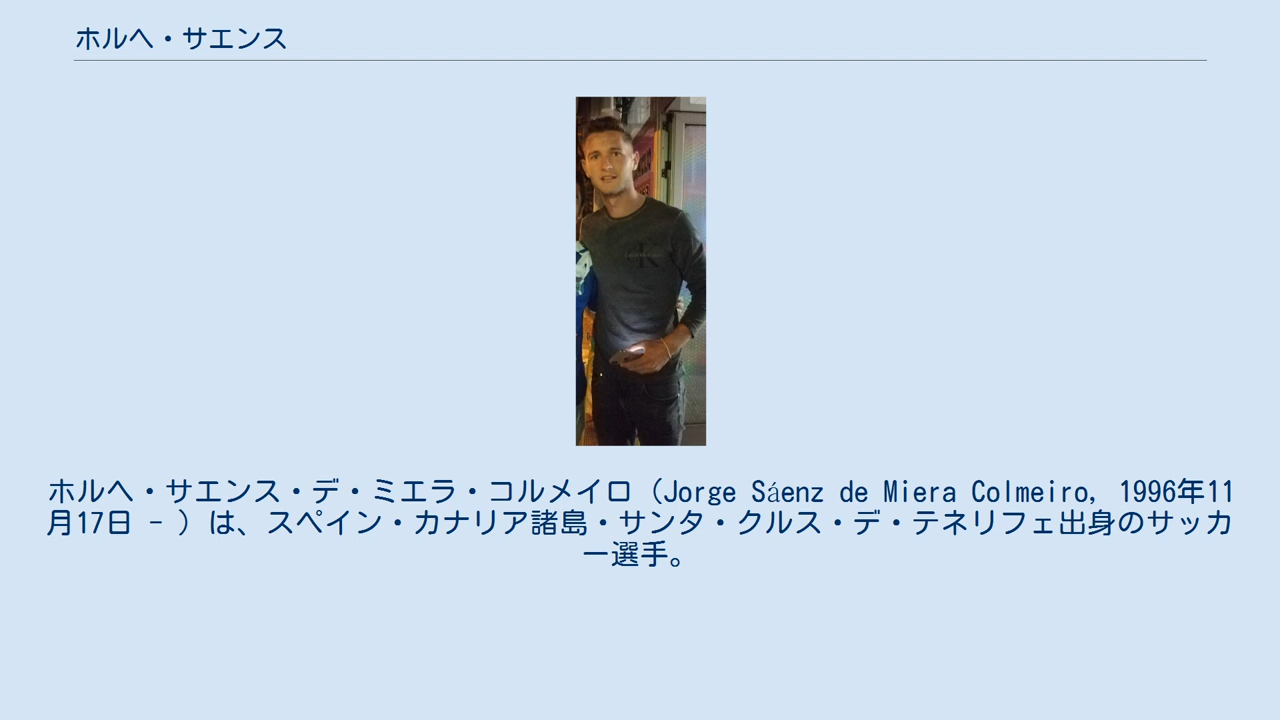 ホルヘ・サエンス
ホルヘ・サエンス・デ・ミエラ・コルメイロ（Jorge Sáenz de Miera Colmeiro, 1996年11
月17日 - ）は、スペイン・カナリア諸島・サンタ・クルス・デ・テネリフェ出身のサッカ
ー選手。